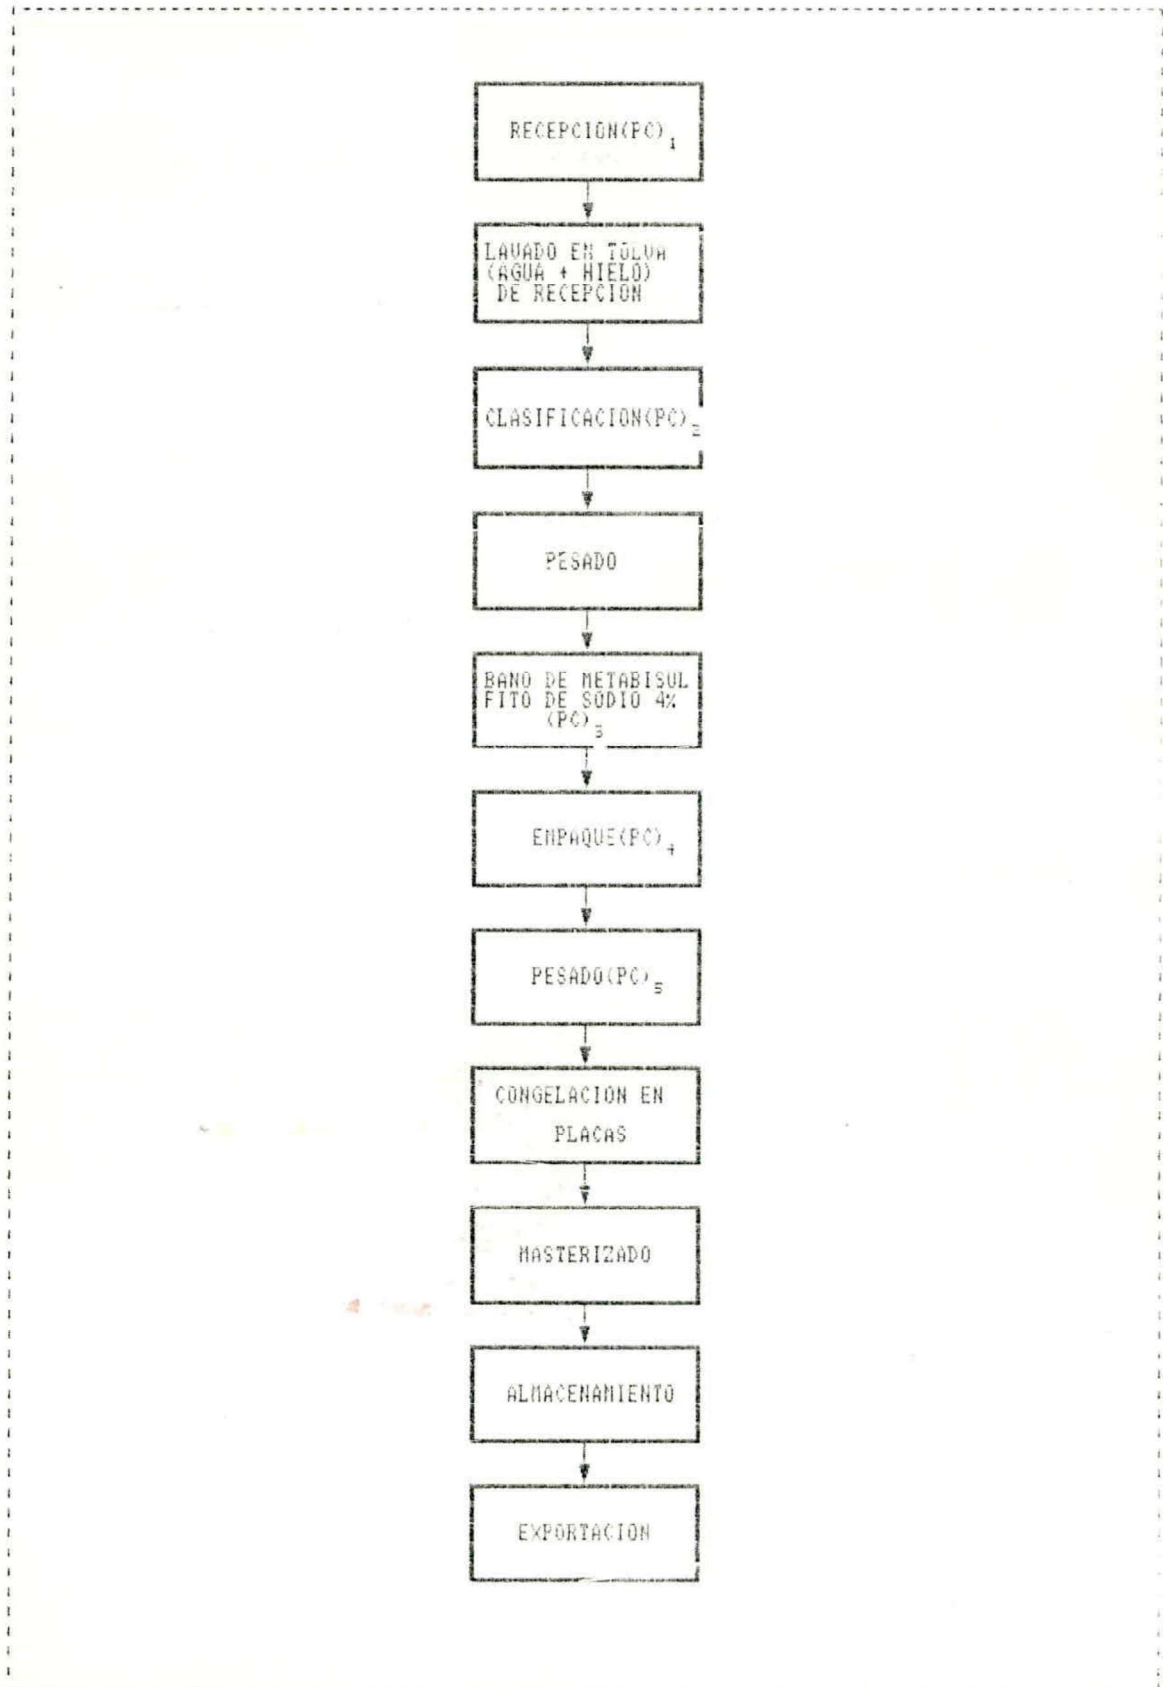 RECEPCION(PC)1
LAVADO EN TOLVA
(AGUA + HIELO)
DE RECEPCION
CLASIFICACION(PC)2
PESADO
BANO DE METABISUL
FITO DE SODIO 4%
(PC)3
EMPAQUE(PC)4
PESADO(PC)5
CONGELACION EN
PLACAS
MASTERIZADO
ALMACENAMIENTO
EXPORTACION